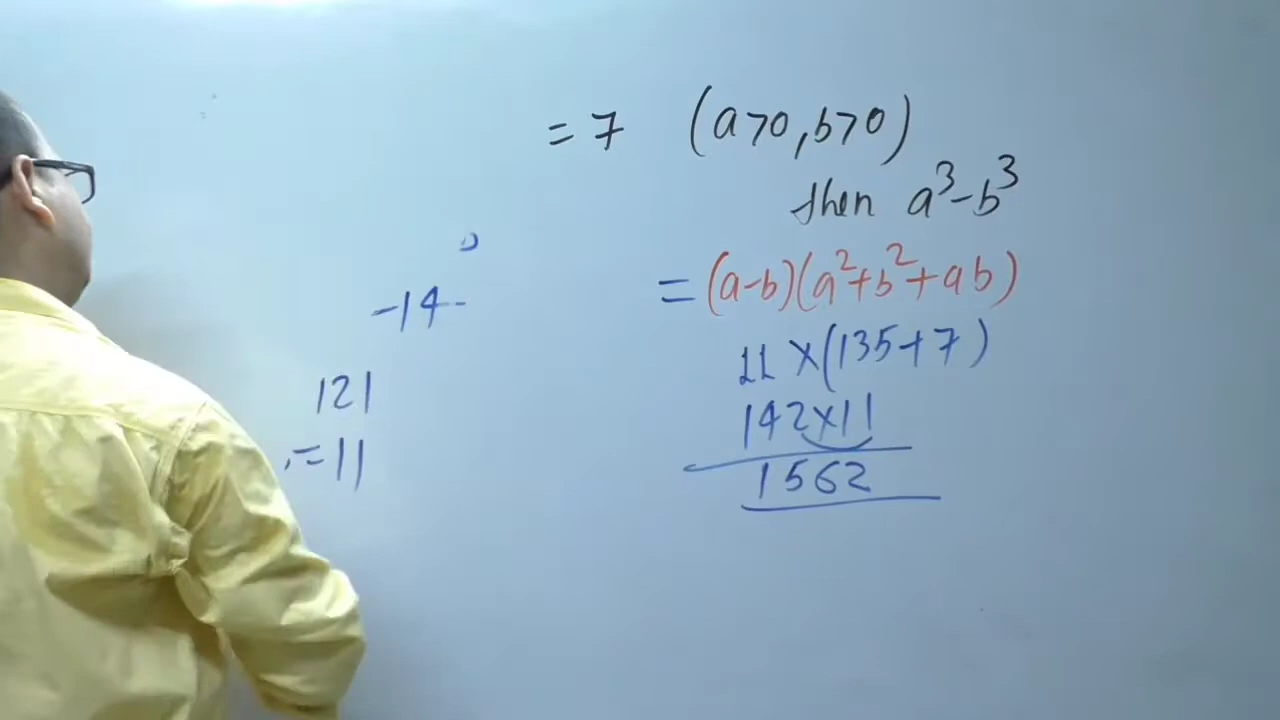 = 7 (a>0, b>0)
then a³-b³
= (a-b)(a²+b²+ab)
-14-
11 ×(135+7)
121
142×11
=11
1562